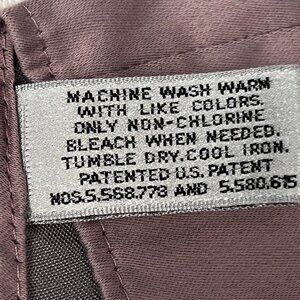 MACHINE WASH WARM
WITH LIKE COLORS.
ONLY NON-CHLORINE
BLEACH WHEN NEEDED.
TUMBLE DRY. COOL IRON.
PATENTED U.S. PATENT
NOS.5,568,773 AND 5,580,615